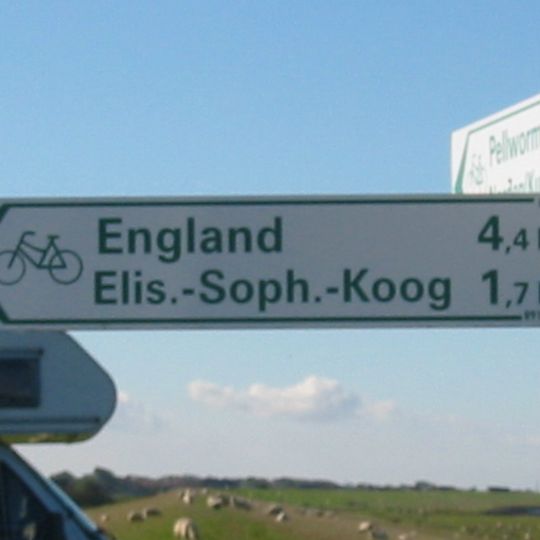 England 4,4
Elis.-Soph.-Koog 1,7
Pellworm